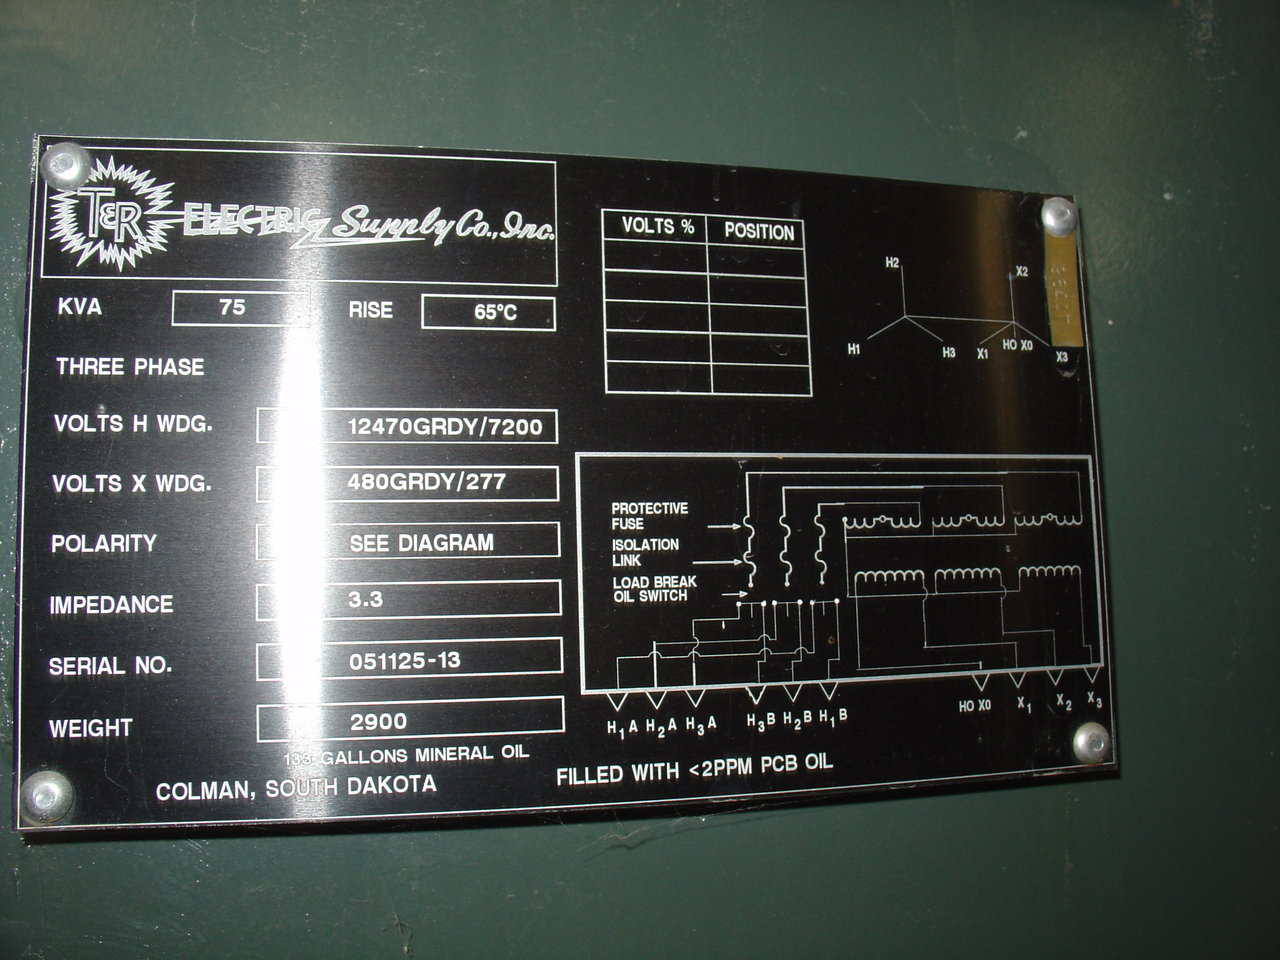 T&R ELECTRIC Supply Co., Inc.
KVA 75 RISE 65°C
THREE PHASE
VOLTS H WDG. 12470GRDY/7200
VOLTS X WDG. 480GRDY/277
POLARITY SEE DIAGRAM
IMPEDANCE 3.3
SERIAL NO. 051125-13
WEIGHT 2900
133 GALLONS MINERAL OIL
COLMAN, SOUTH DAKOTA
VOLTS % POSITION
H2 X2
H1 H3 X1 HO X0 X3
PROTECTIVE
FUSE
ISOLATION
LINK
LOAD BREAK
OIL SWITCH
H1A H2A H3A H3B H2B H1B HO X0 X1 X2 X3
FILLED WITH <2PPM PCB OIL